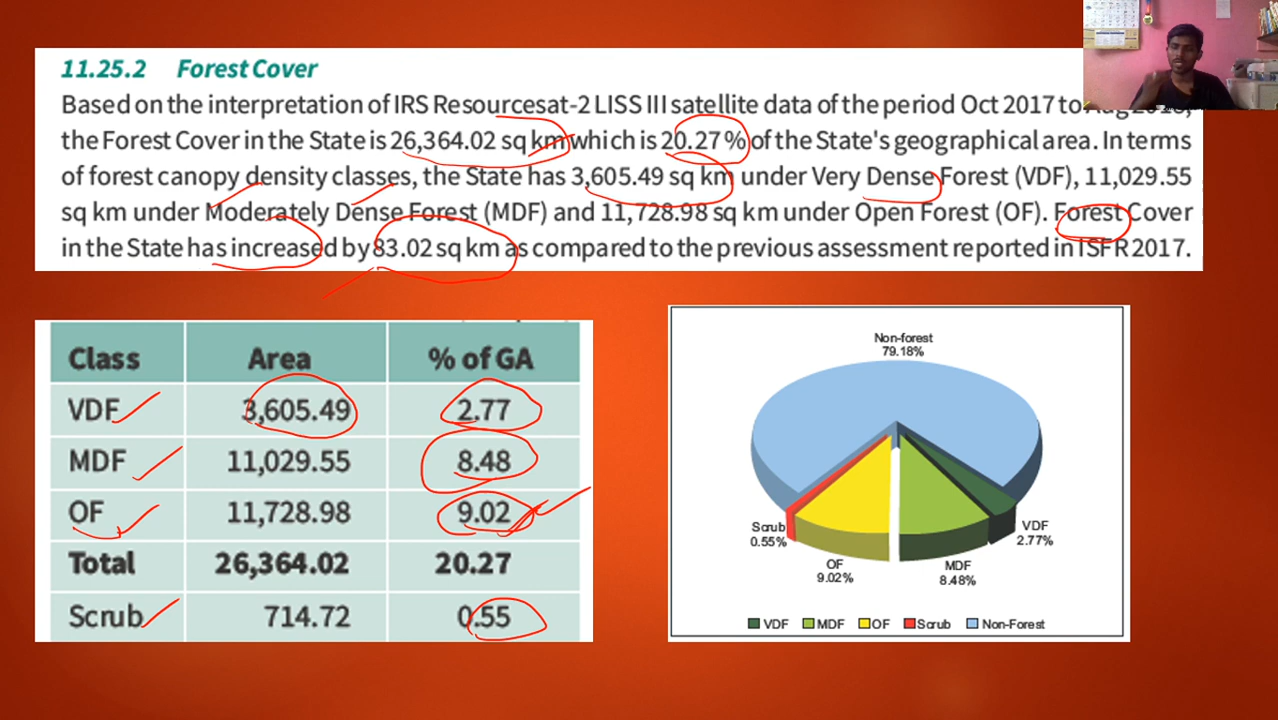 11.25.2 Forest Cover
Based on the interpretation of IRS Resourcesat-2 LISS III satellite data of the period Oct 2017 to
the Forest Cover in the State is 26,364.02 sq km which is 20.27 % of the State's geographical area. In terms
of forest canopy density classes, the State has 3,605.49 sq km under Very Dense Forest (VDF), 11,029.55
sq km under Moderately Dense Forest (MDF) and 11,728.98 sq km under Open Forest (OF). Forest Cover
in the State has increased by 83.02 sq km as compared to the previous assessment reported in ISFR 2017.
Class Area % of GA
VDF 3,605.49 2.77
MDF 11,029.55 8.48
OF 11,728.98 9.02
Total 26,364.02 20.27
Scrub 714.72 0.55
Non-forest
79.18%
Scrub
0.55%
OF
9.02%
MDF
8.48%
VDF
2.77%
VDF MDF OF Scrub Non-Forest